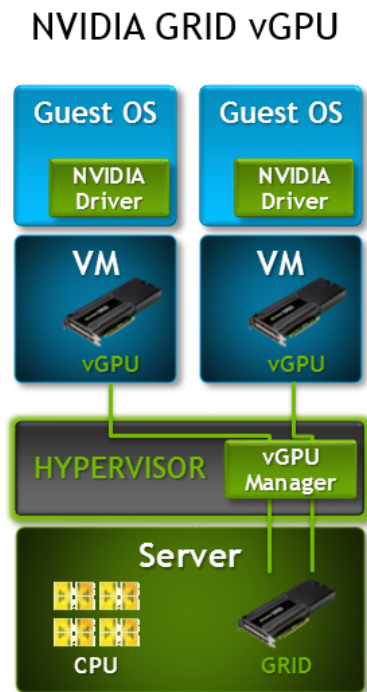 NVIDIA GRID vGPU
Guest OS
NVIDIA
Driver
Guest OS
NVIDIA
Driver
VM
vGPU
VM
vGPU
HYPERVISOR
vGPU
Manager
Server
CPU
GRID